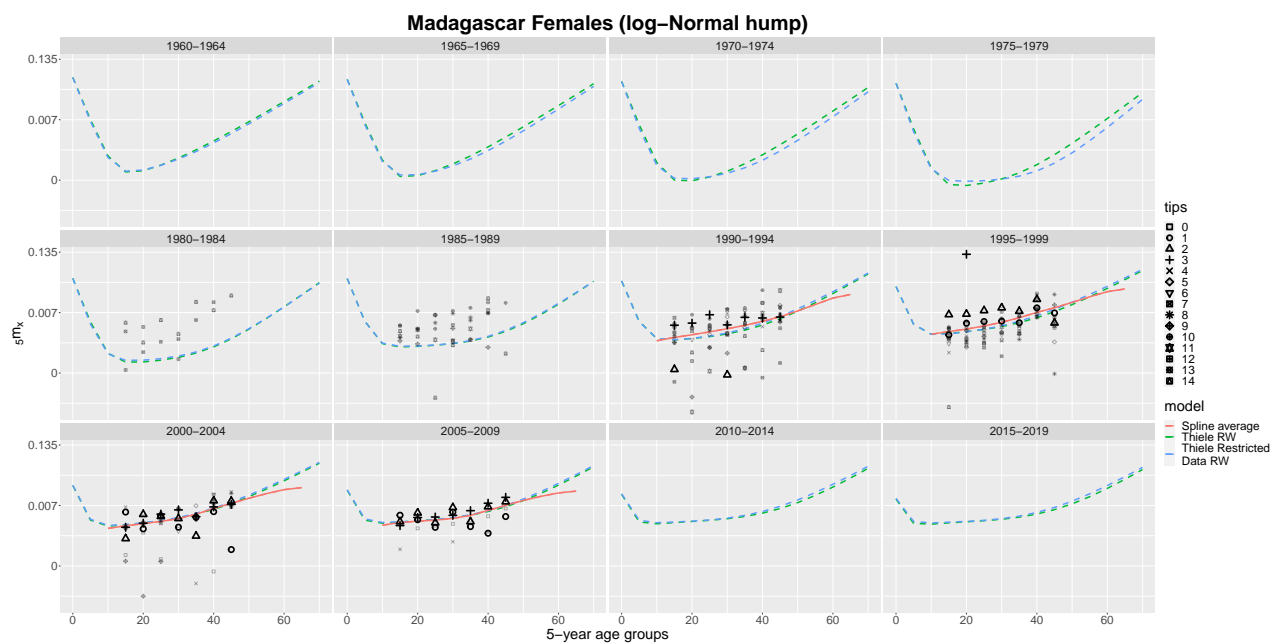 Madagascar Females (log−Normal hump)
1960−1964
1965−1969
1970−1974
1975−1979
0.135
0.007
0
1980−1984
1985−1989
1990−1994
1995−1999
0.135
0.007
0
2000−2004
2005−2009
2010−2014
2015−2019
0.135
0.007
0
0 20 40 60
0 20 40 60
0 20 40 60
0 20 40 60
5mx
5−year age groups
tips
0
1
2
3
4
5
6
7
8
9
10
11
12
13
14
model
Spline average
Thiele RW
Thiele Restricted
Data RW